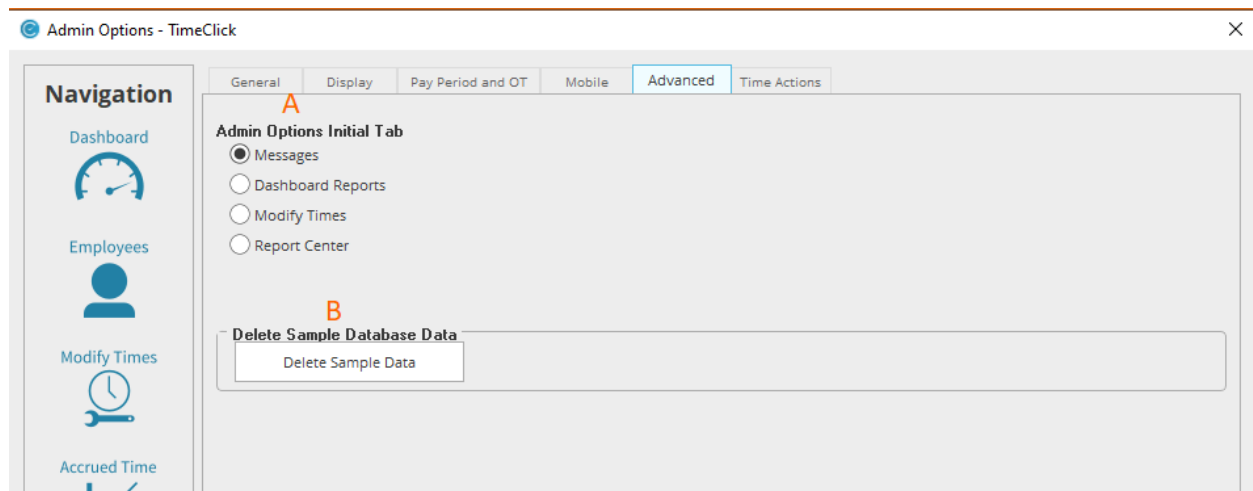 Admin Options - TimeClick
Navigation
Dashboard
Employees
Modify Times
Accrued Time
General Display Pay Period and OT Mobile Advanced Time Actions
A
Admin Options Initial Tab
Messages
Dashboard Reports
Modify Times
Report Center
B
Delete Sample Database Data
Delete Sample Data